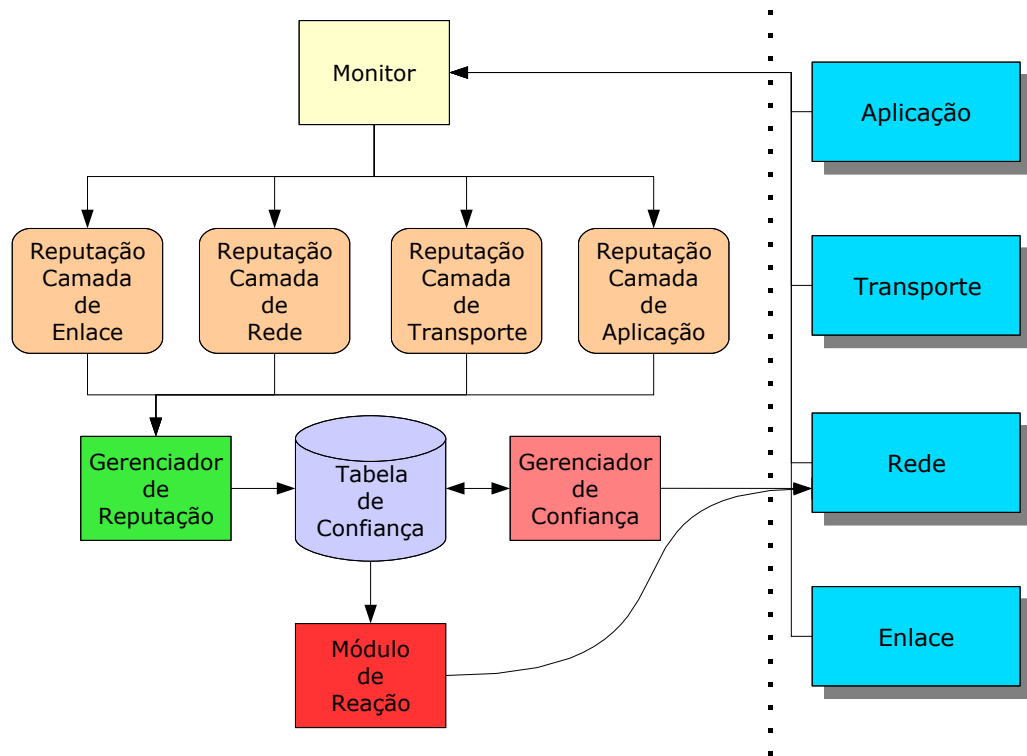 Monitor
Aplicação
Reputação
Camada
de
Enlace
Reputação
Camada
de
Rede
Reputação
Camada
de
Transporte
Reputação
Camada
de
Aplicação
Transporte
Gerenciador
de
Reputação
Tabela
de
Confiança
Gerenciador
de
Confiança
Rede
Módulo
de
Reação
Enlace